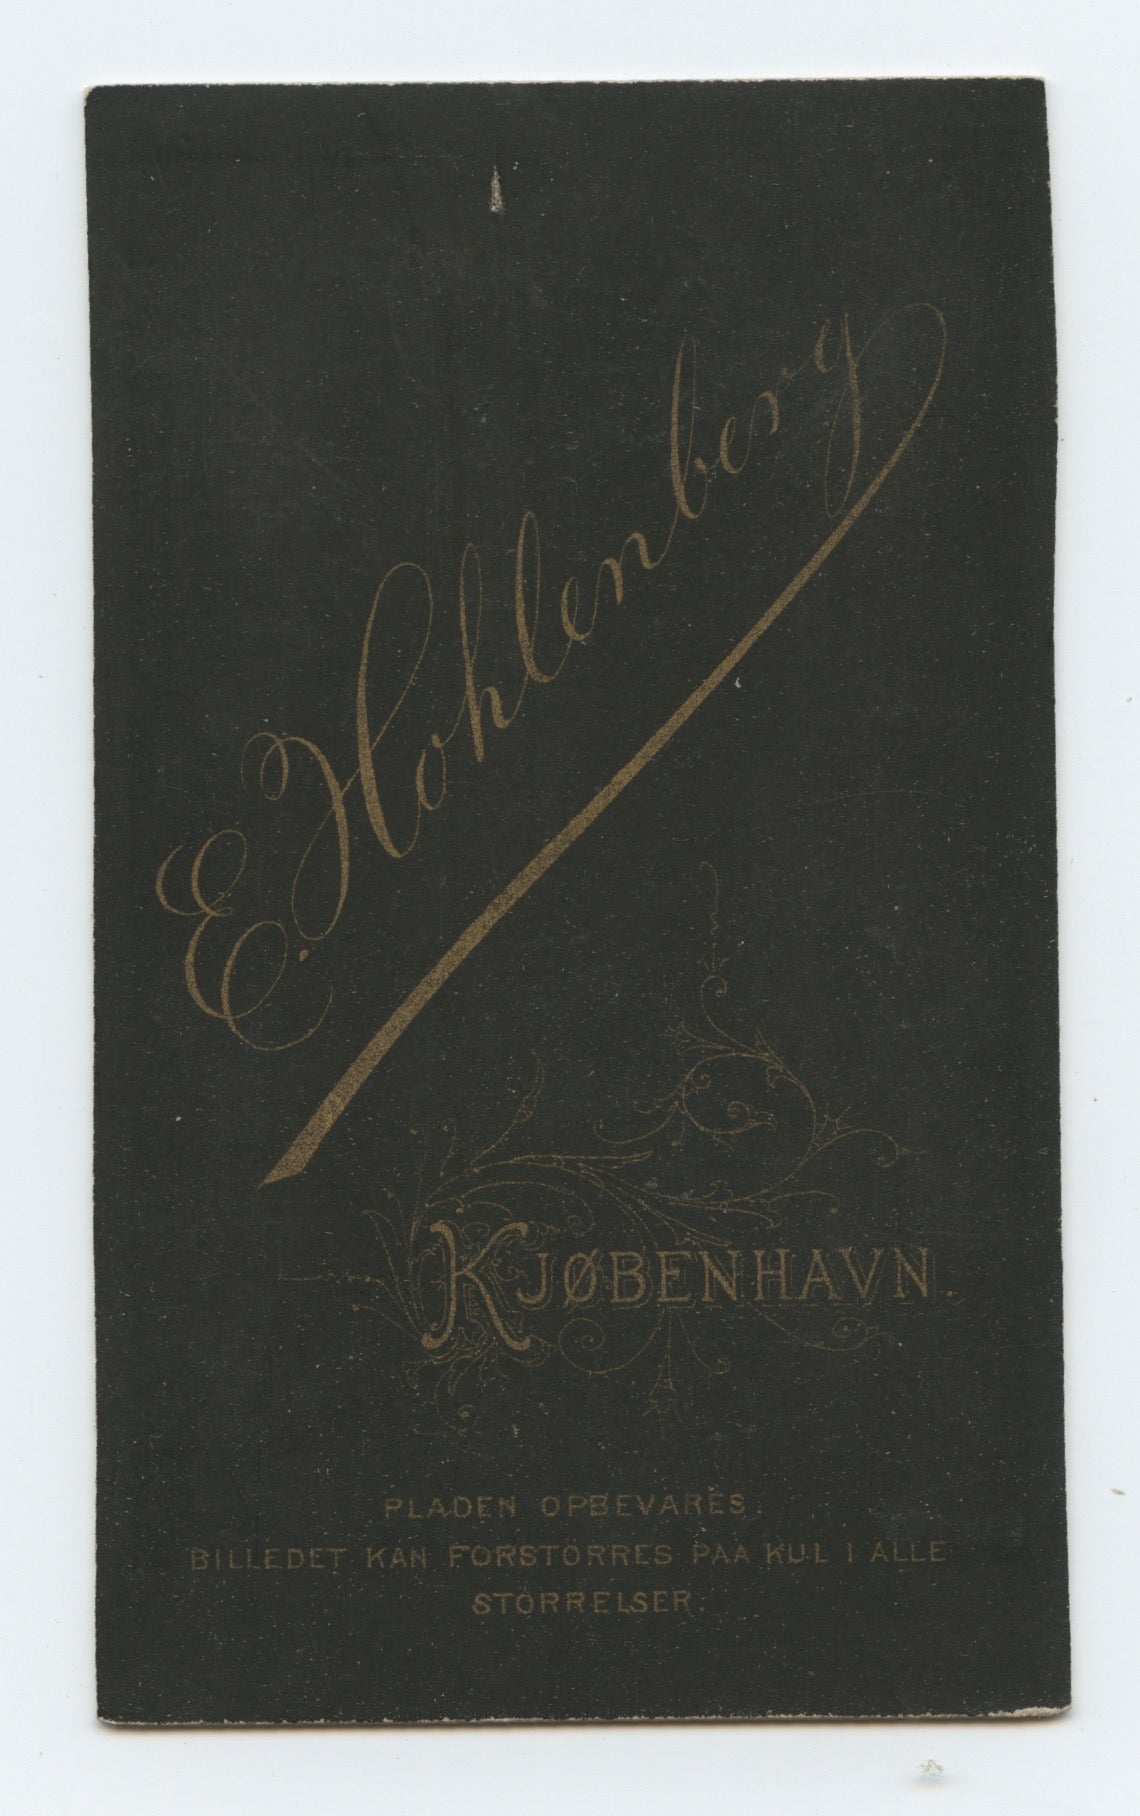 E. Hohlenberg
KJØBENHAVN.
PLADEN OPBEVARES.
BILLEDET KAN FORSTÖRRES PAA KUL I ALLE
STÖRRELSER.